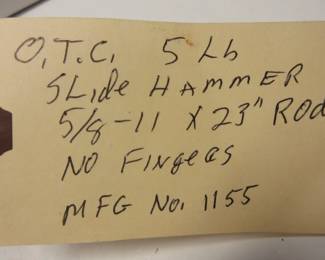 O.T.C. 5 Lb
SLide HAMMER
5/8-11 X 23" ROD
NO FINgeRS
MFG No. 1155